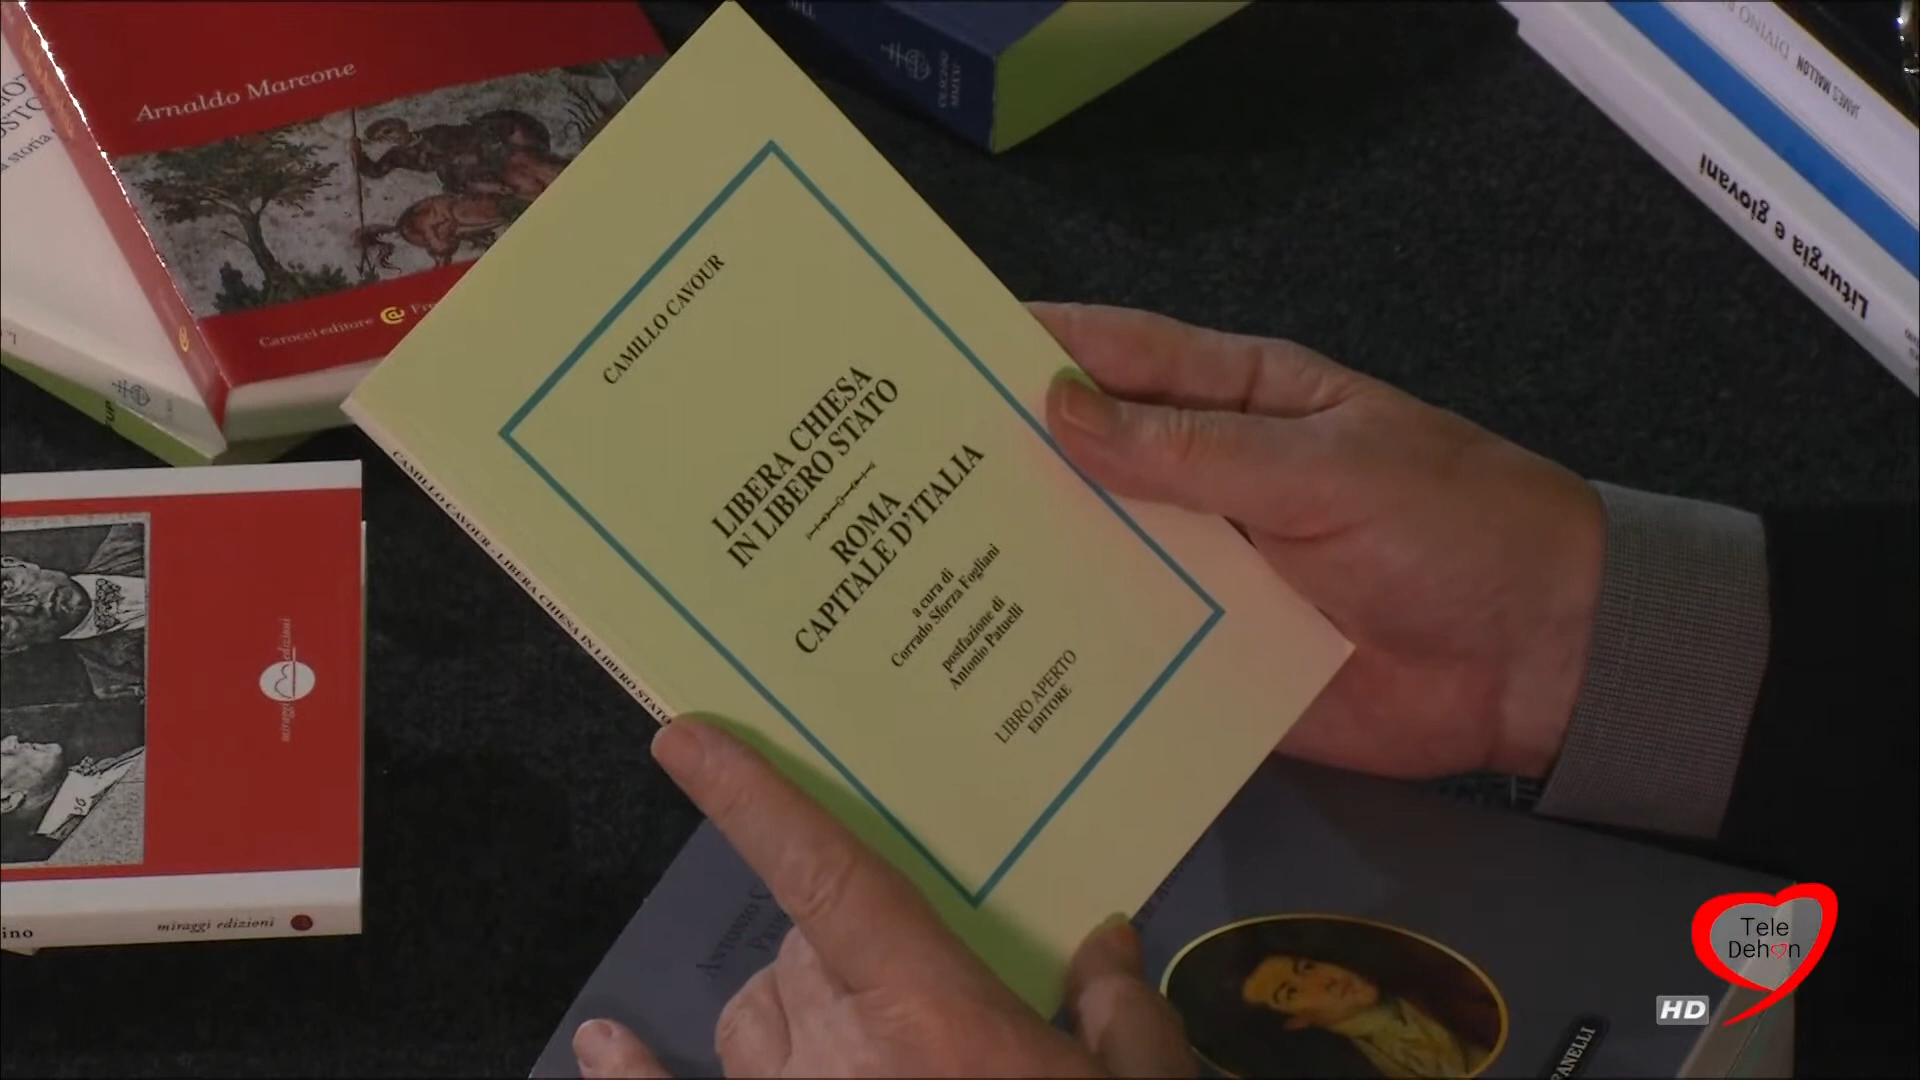 Arnaldo Marcone
Carocci editore
CAMILLO CAVOUR
LIBERA CHIESA
IN LIBERO STATO
ROMA
CAPITALE D'ITALIA
a cura di
Corrado Sforza Fogliani
postfazione di
Antonio Patuelli
LIBRO APERTO
EDITORE
CAMILLO CAVOUR - LIBERA CHIESA IN LIBERO STATO
JAMES MALLON
DIVINO
Liturgia e giovani
miraggi edizioni
miraggi edizioni
Tele
Dehon
HD